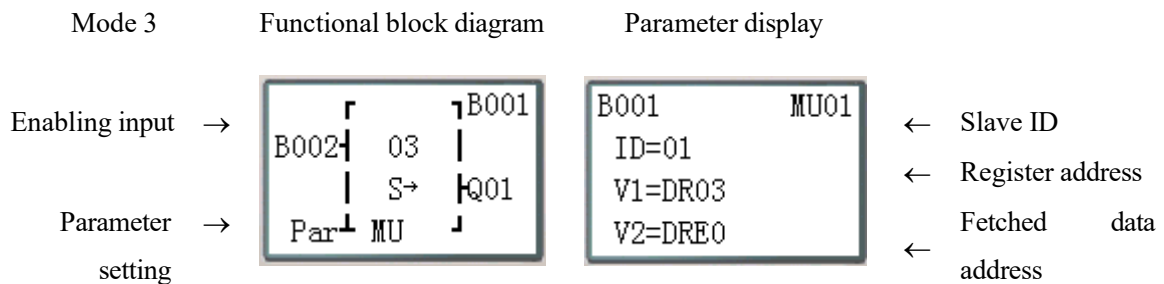 Mode 3 Functional block diagram Parameter display
Enabling input →
Parameter →
setting
B001
B002 03
S→ Q01
Par MU
B001 MU01
ID=01
V1=DR03
V2=DRE0
← Slave ID
← Register address
Fetched data
← address